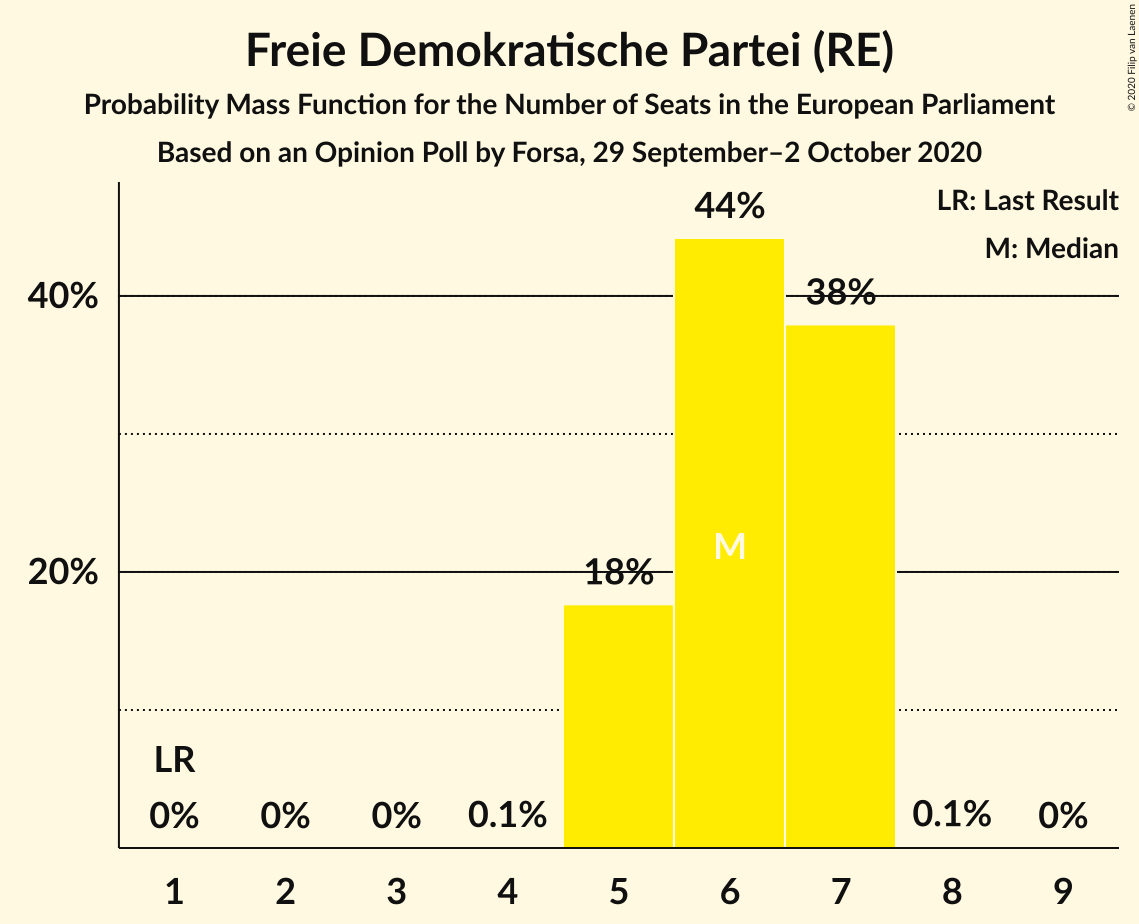 Freie Demokratische Partei (RE)
Probability Mass Function for the Number of Seats in the European Parliament
Based on an Opinion Poll by Forsa, 29 September–2 October 2020
© 2020 Filip van Laenen
LR: Last Result
M: Median
44%
40%
38%
20%
18%
M
LR
0% 0% 0% 0.1% 0.1% 0%
1 2 3 4 5 6 7 8 9